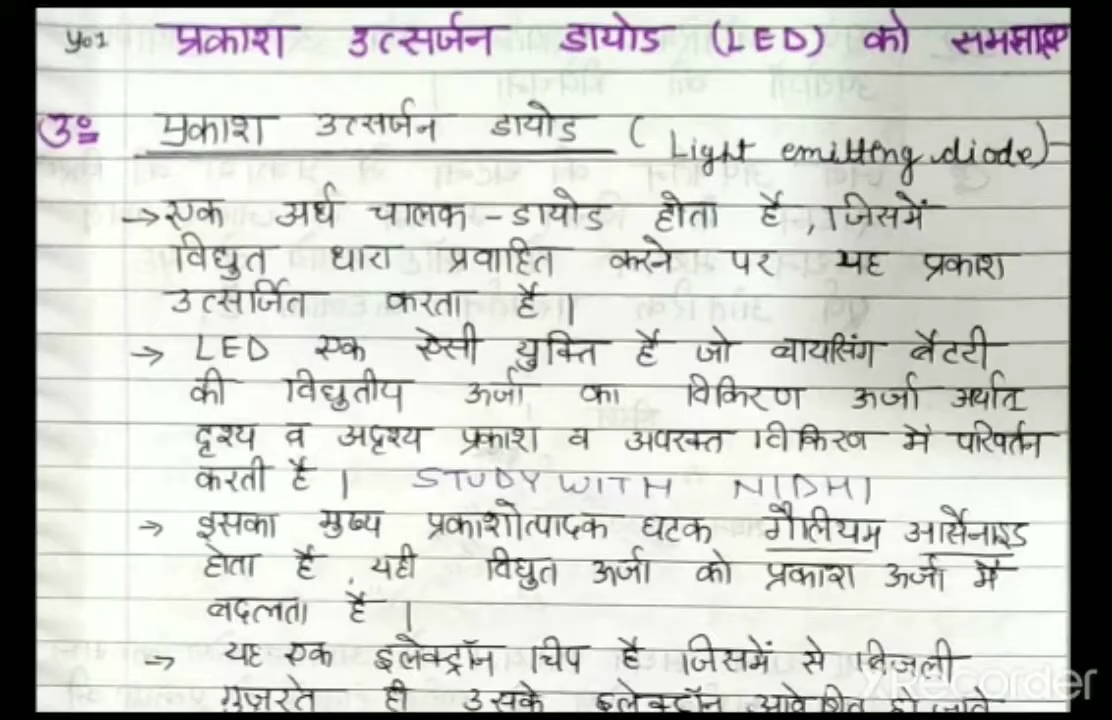 प्र०1 प्रकाश उत्सर्जन डायोड (LED) को समझाइए
उ० प्रकाश उत्सर्जन डायोड (Light emitting diode)-
→ एक अर्ध चालक - डायोड होता है, जिसमें
विद्युत धारा प्रवाहित करने पर यह प्रकाश
उत्सर्जित करता है।
→ LED एक ऐसी युक्ति है जो बायसिंग बैटरी
की विद्युतीय ऊर्जा का विकिरण ऊर्जा अर्थात
दृश्य व अदृश्य प्रकाश व अवरक्त विकिरण में परिवर्तन
करती है। STUDY WITH NIDHI
→ इसका मुख्य प्रकाशोत्पादक घटक गैलियम आर्सेनाइड
होता है, यही विद्युत ऊर्जा को प्रकाश ऊर्जा में
बदलता है।
→ यह एक इलेक्ट्रॉन चिप है जिसमें से बिजली
गुजरते ही उसके इलेक्ट्रॉन आवेशित हो जाते
XRecorder